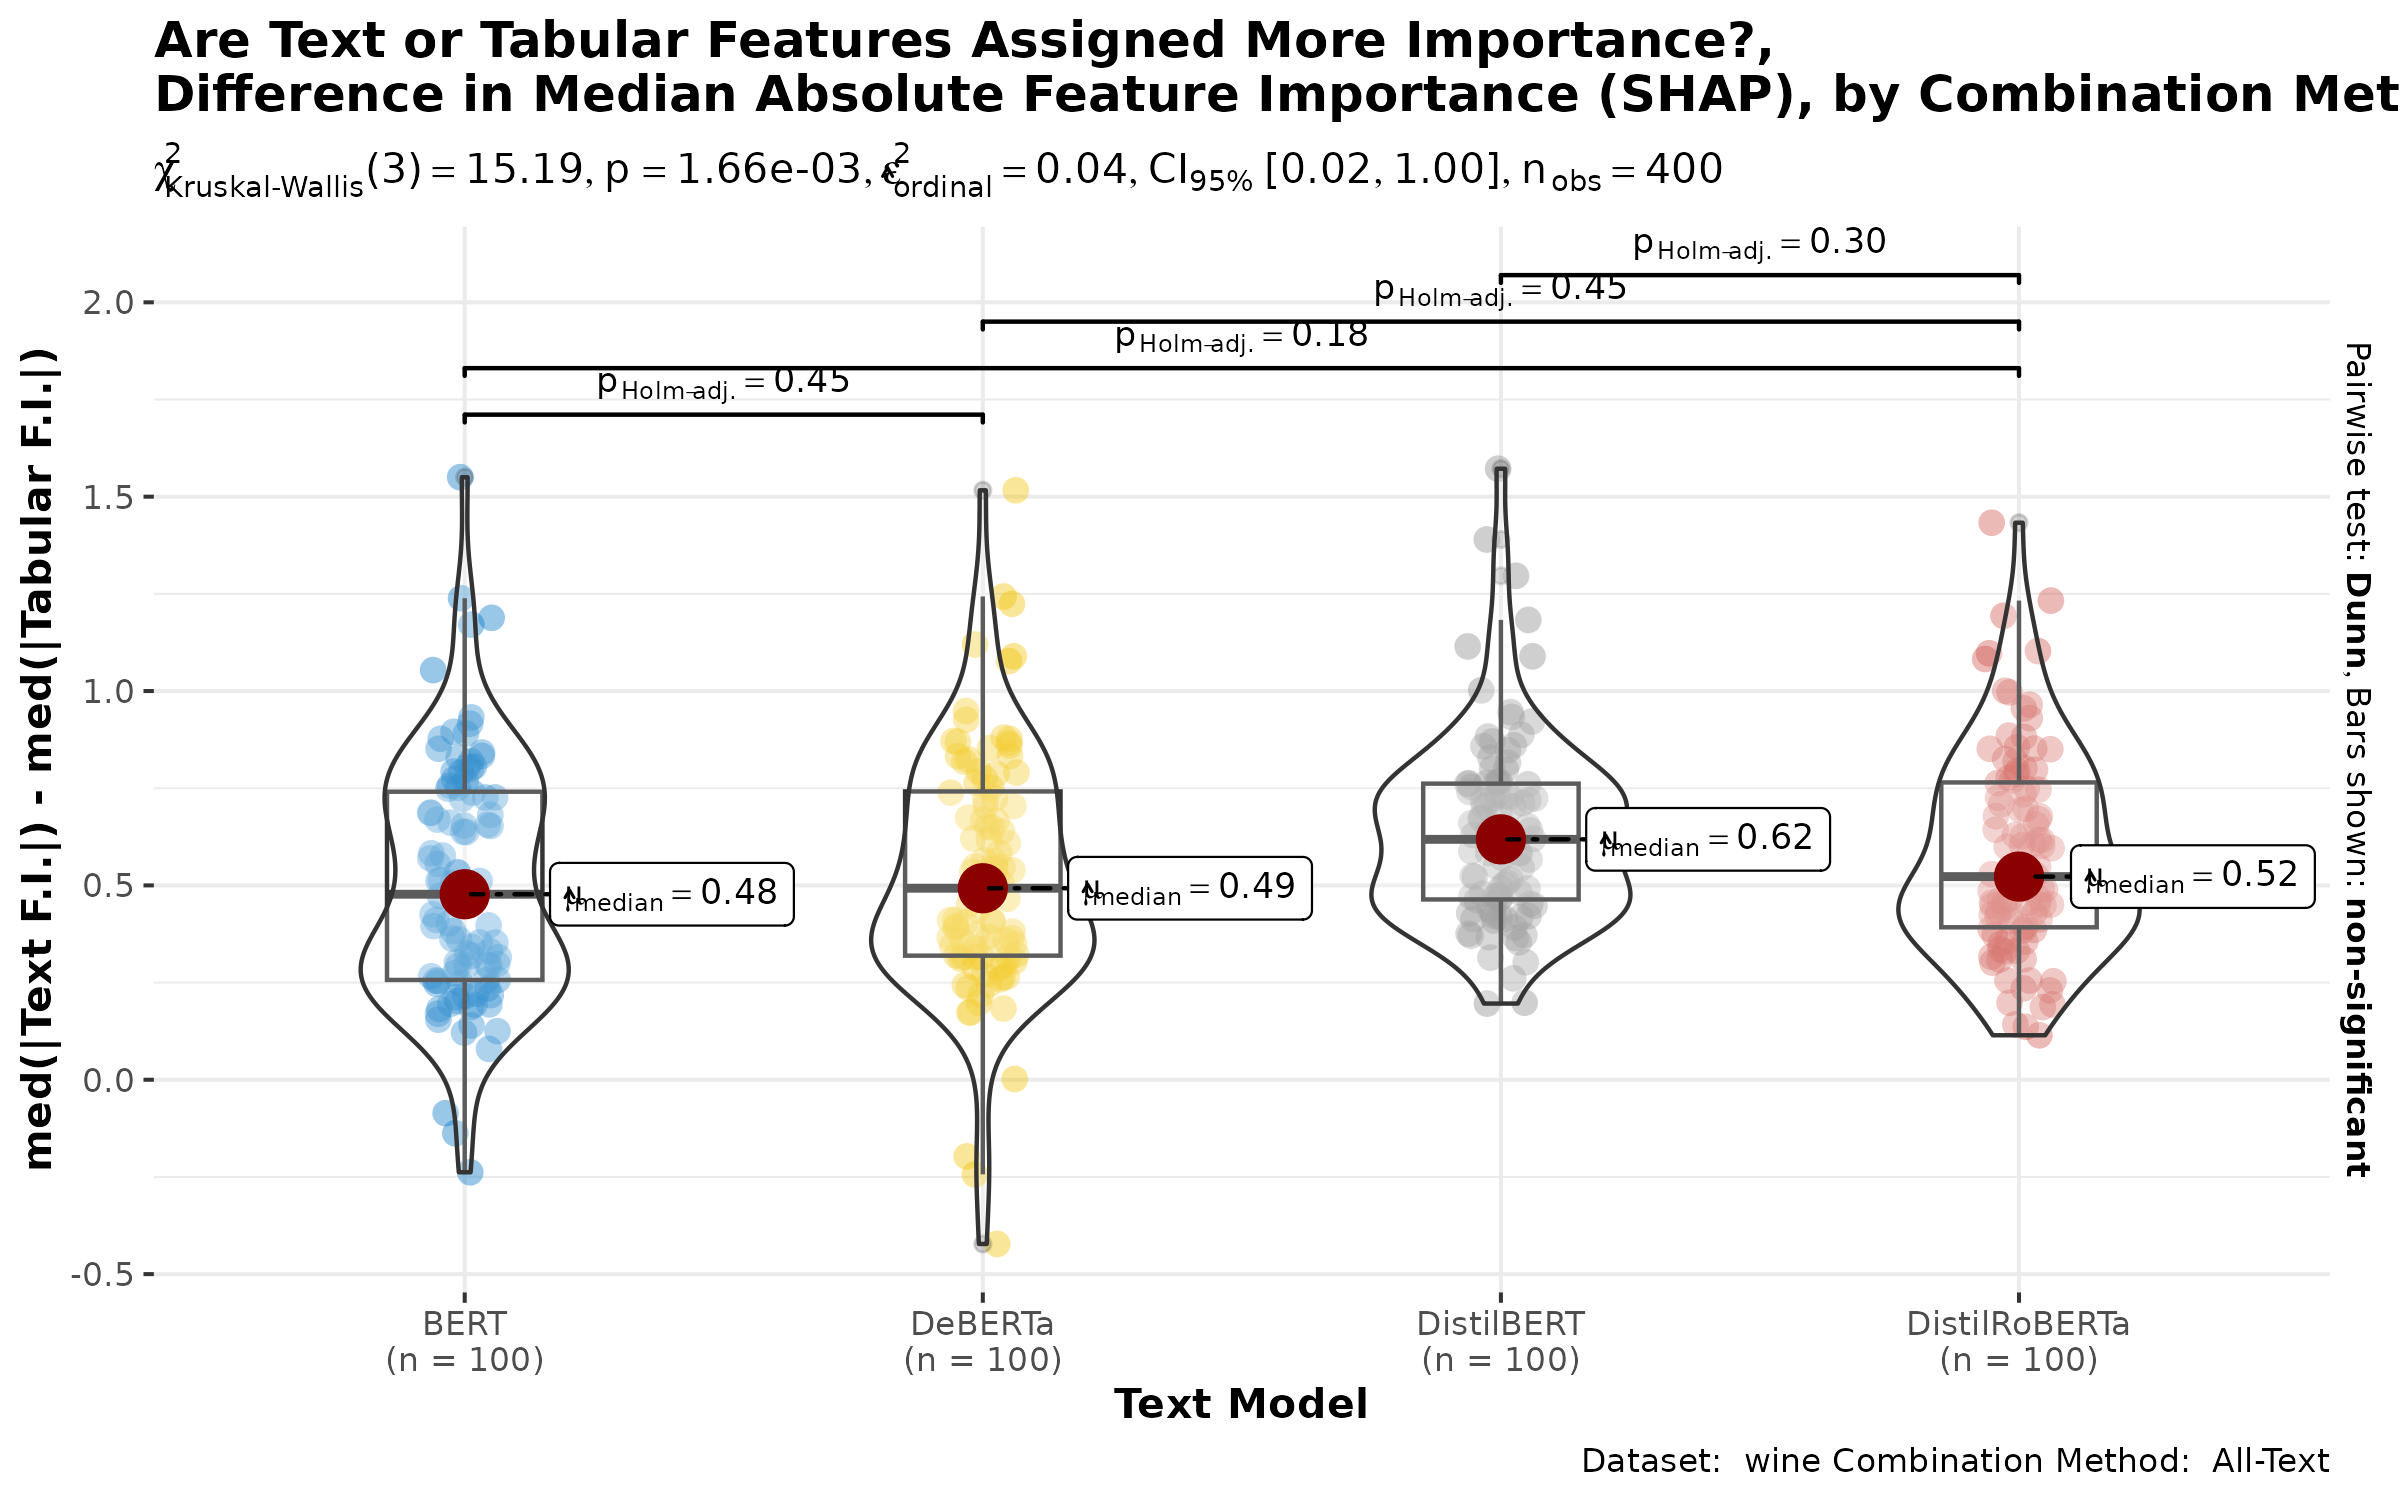 Are Text or Tabular Features Assigned More Importance?,
Difference in Median Absolute Feature Importance (SHAP), by Combination Met
χ²Kruskal-Wallis(3) = 15.19, p = 1.66e-03, ε²ordinal = 0.04, CI95% [0.02, 1.00], nobs = 400
pHolm-adj. = 0.30
pHolm-adj. = 0.45
pHolm-adj. = 0.18
pHolm-adj. = 0.45
2.0
1.5
1.0
0.5
0.0
-0.5
med(|Text F.I.|) - med(|Tabular F.I.|)
μ̂median = 0.48
μ̂median = 0.49
μ̂median = 0.62
μ̂median = 0.52
Pairwise test: Dunn, Bars shown: non-significant
BERT
(n = 100)
DeBERTa
(n = 100)
DistilBERT
(n = 100)
DistilRoBERTa
(n = 100)
Text Model
Dataset:  wine Combination Method:  All-Text